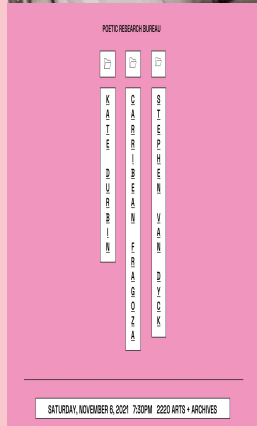 POETIC RESEARCH BUREAU
KATE DURBIN
CARRIBEAN FRAGOZA
STEPHEN VAN DYCK
SATURDAY, NOVEMBER 6, 2021 7:30PM 2220 ARTS + ARCHIVES